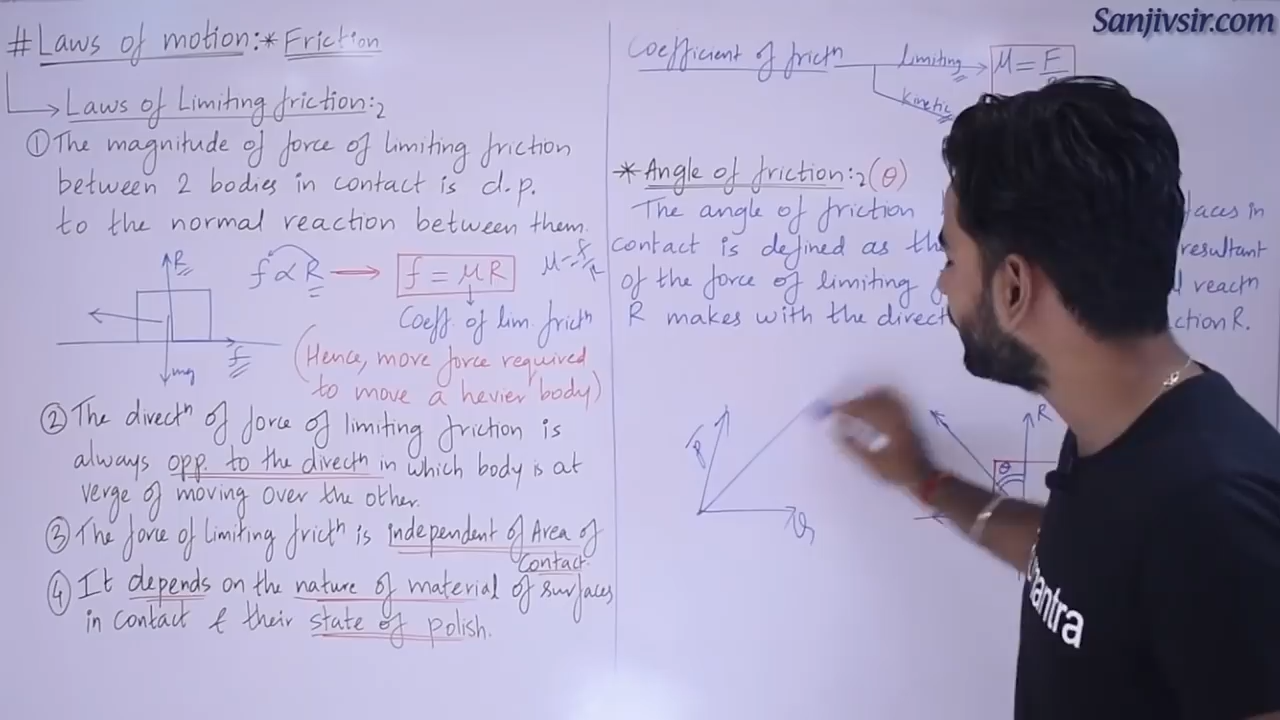 Sanjivsir.com
# Laws of motion:* Friction
Laws of Limiting friction:2
① The magnitude of force of limiting friction
between 2 bodies in contact is d.p.
to the normal reaction between them.
R
f ∝ R → f = μR
μ = f/R
Coeff. of lim. fricth
f
mg
(Hence, more force required
to move a hevier body)
② The directn of force of limiting friction is
always opp. to the directn in which body is at
verge of moving over the other.
③ The force of limiting fricth is independent of Area of
Contact.
④ It depends on the nature of material of surfaces
in contact & their state of polish.
Coefficient of fricth limiting μ = F
Kinetic
* Angle of friction:2 (θ)
The angle of friction faces in
contact is defined as the resultant
of the force of limiting reactn
R makes with the direct ction R.
P
Q
R
θ
antra